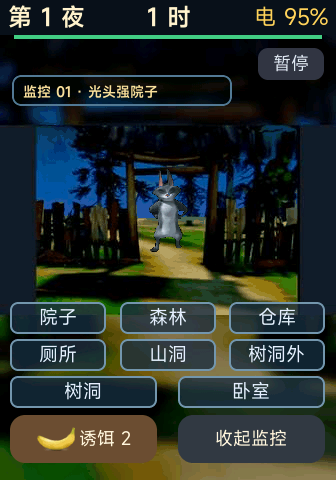 第 1 夜 1 时 电 95%
暂停
监控 01 · 光头强院子
院子 森林 仓库
厕所 山洞 树洞外
树洞 卧室
诱饵 2 收起监控